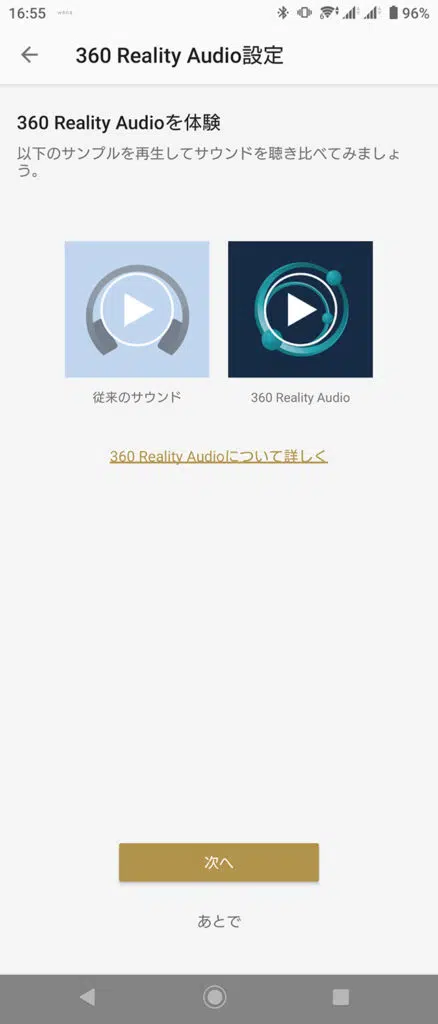 16:55
96%
360 Reality Audio設定
360 Reality Audioを体験
以下のサンプルを再生してサウンドを聴き比べてみましょ
う。
従来のサウンド
360 Reality Audio
360 Reality Audioについて詳しく
次へ
あとで